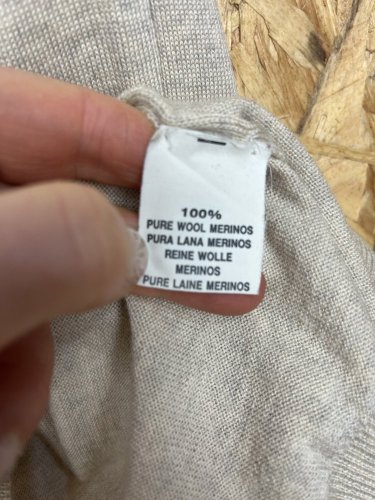 100%
PURE WOOL MERINOS
PURA LANA MERINOS
REINE WOLLE
MERINOS
PURE LAINE MERINOS